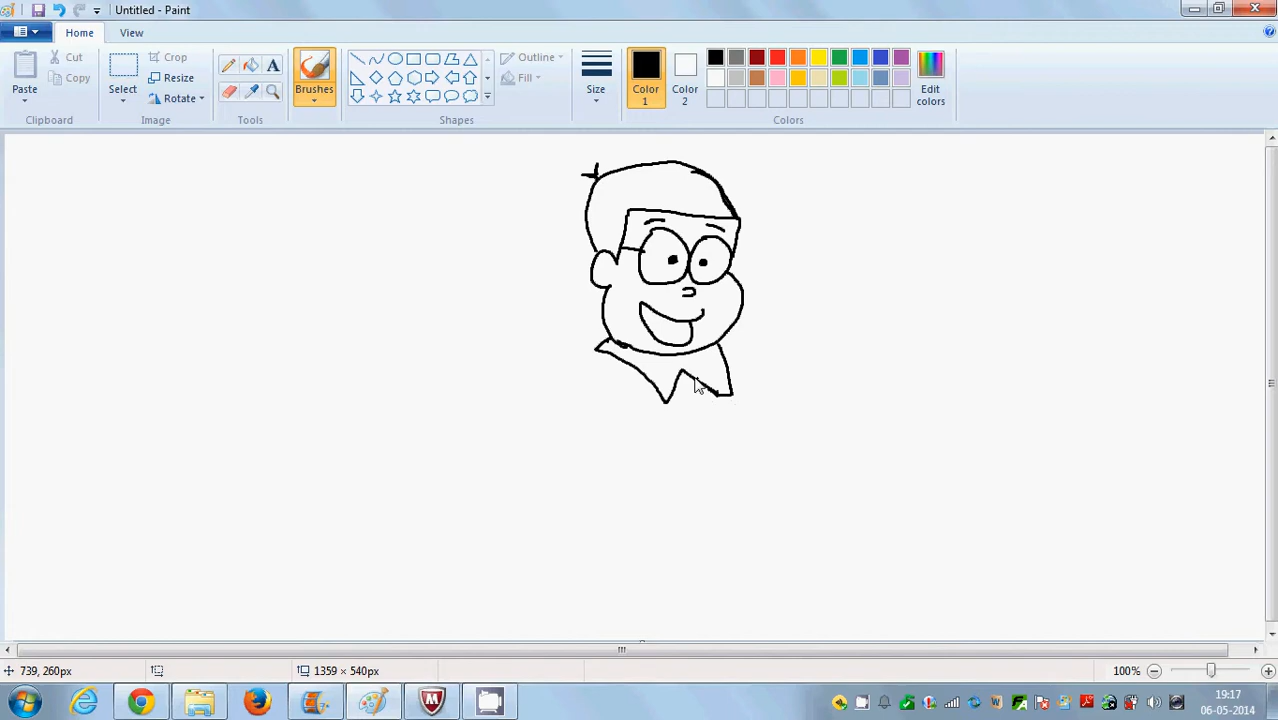 Untitled - Paint
Home
View
Paste
Cut
Copy
Clipboard
Select
Crop
Resize
Rotate
Image
A
Tools
Brushes
Outline
Fill
Shapes
Size
Color 1
Color 2
Edit colors
Colors
739, 260px
1359 × 540px
100%
19:17
06-05-2014